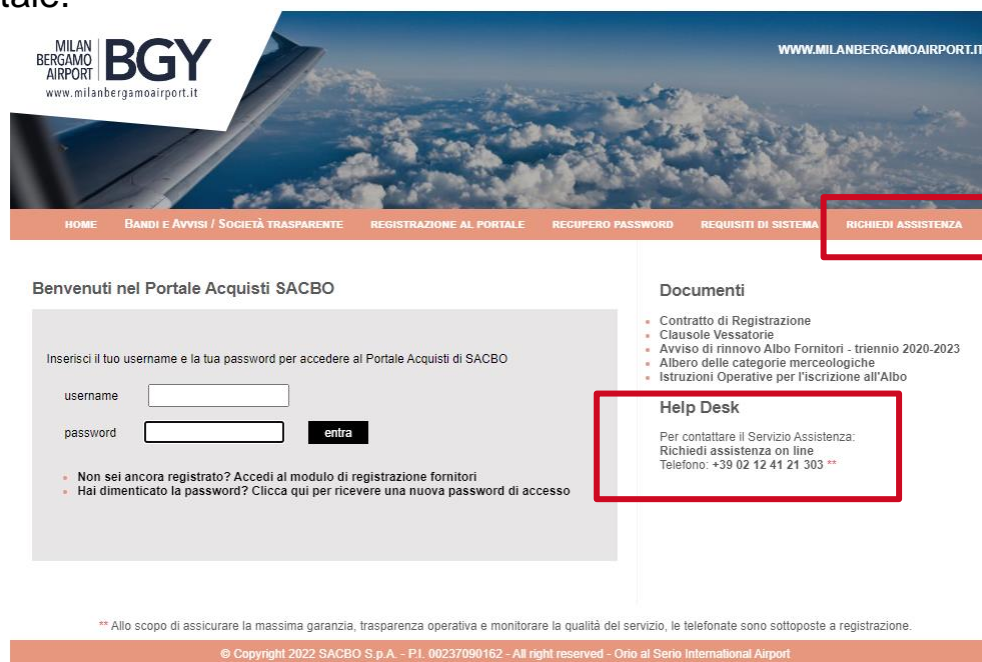 MILAN
BERGAMO
AIRPORT
BGY
www.milanbergamoairport.it
WWW.MILANBERGAMOAIRPORT.IT
HOME BANDI E AVVISI / SOCIETÀ TRASPARENTE REGISTRAZIONE AL PORTALE RECUPERO PASSWORD REQUISITI DI SISTEMA RICHIEDI ASSISTENZA
Benvenuti nel Portale Acquisti SACBO
Inserisci il tuo username e la tua password per accedere al Portale Acquisti di SACBO
username
password entra
Non sei ancora registrato? Accedi al modulo di registrazione fornitori
Hai dimenticato la password? Clicca qui per ricevere una nuova password di accesso
Documenti
Contratto di Registrazione
Clausole Vessatorie
Avviso di rinnovo Albo Fornitori - triennio 2020-2023
Albero delle categorie merceologiche
Istruzioni Operative per l'iscrizione all'Albo
Help Desk
Per contattare il Servizio Assistenza:
Richiedi assistenza on line
Telefono: +39 02 12 41 21 303 **
** Allo scopo di assicurare la massima garanzia, trasparenza operativa e monitorare la qualità del servizio, le telefonate sono sottoposte a registrazione.
© Copyright 2022 SACBO S.p.A. - P.I. 00237090162 - All right reserved - Orio al Serio International Airport